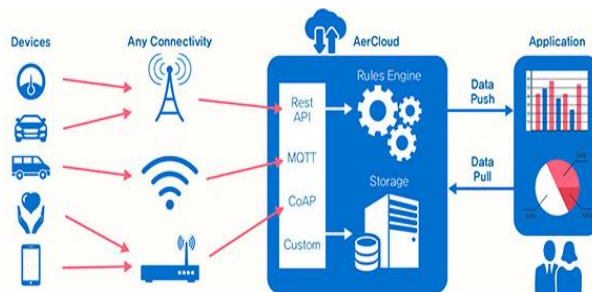 Devices
Any Connectivity
AerCloud
Application
Rules Engine
Rest
API
MQTT
CoAP
Custom
Storage
Data
Push
Data
Pull